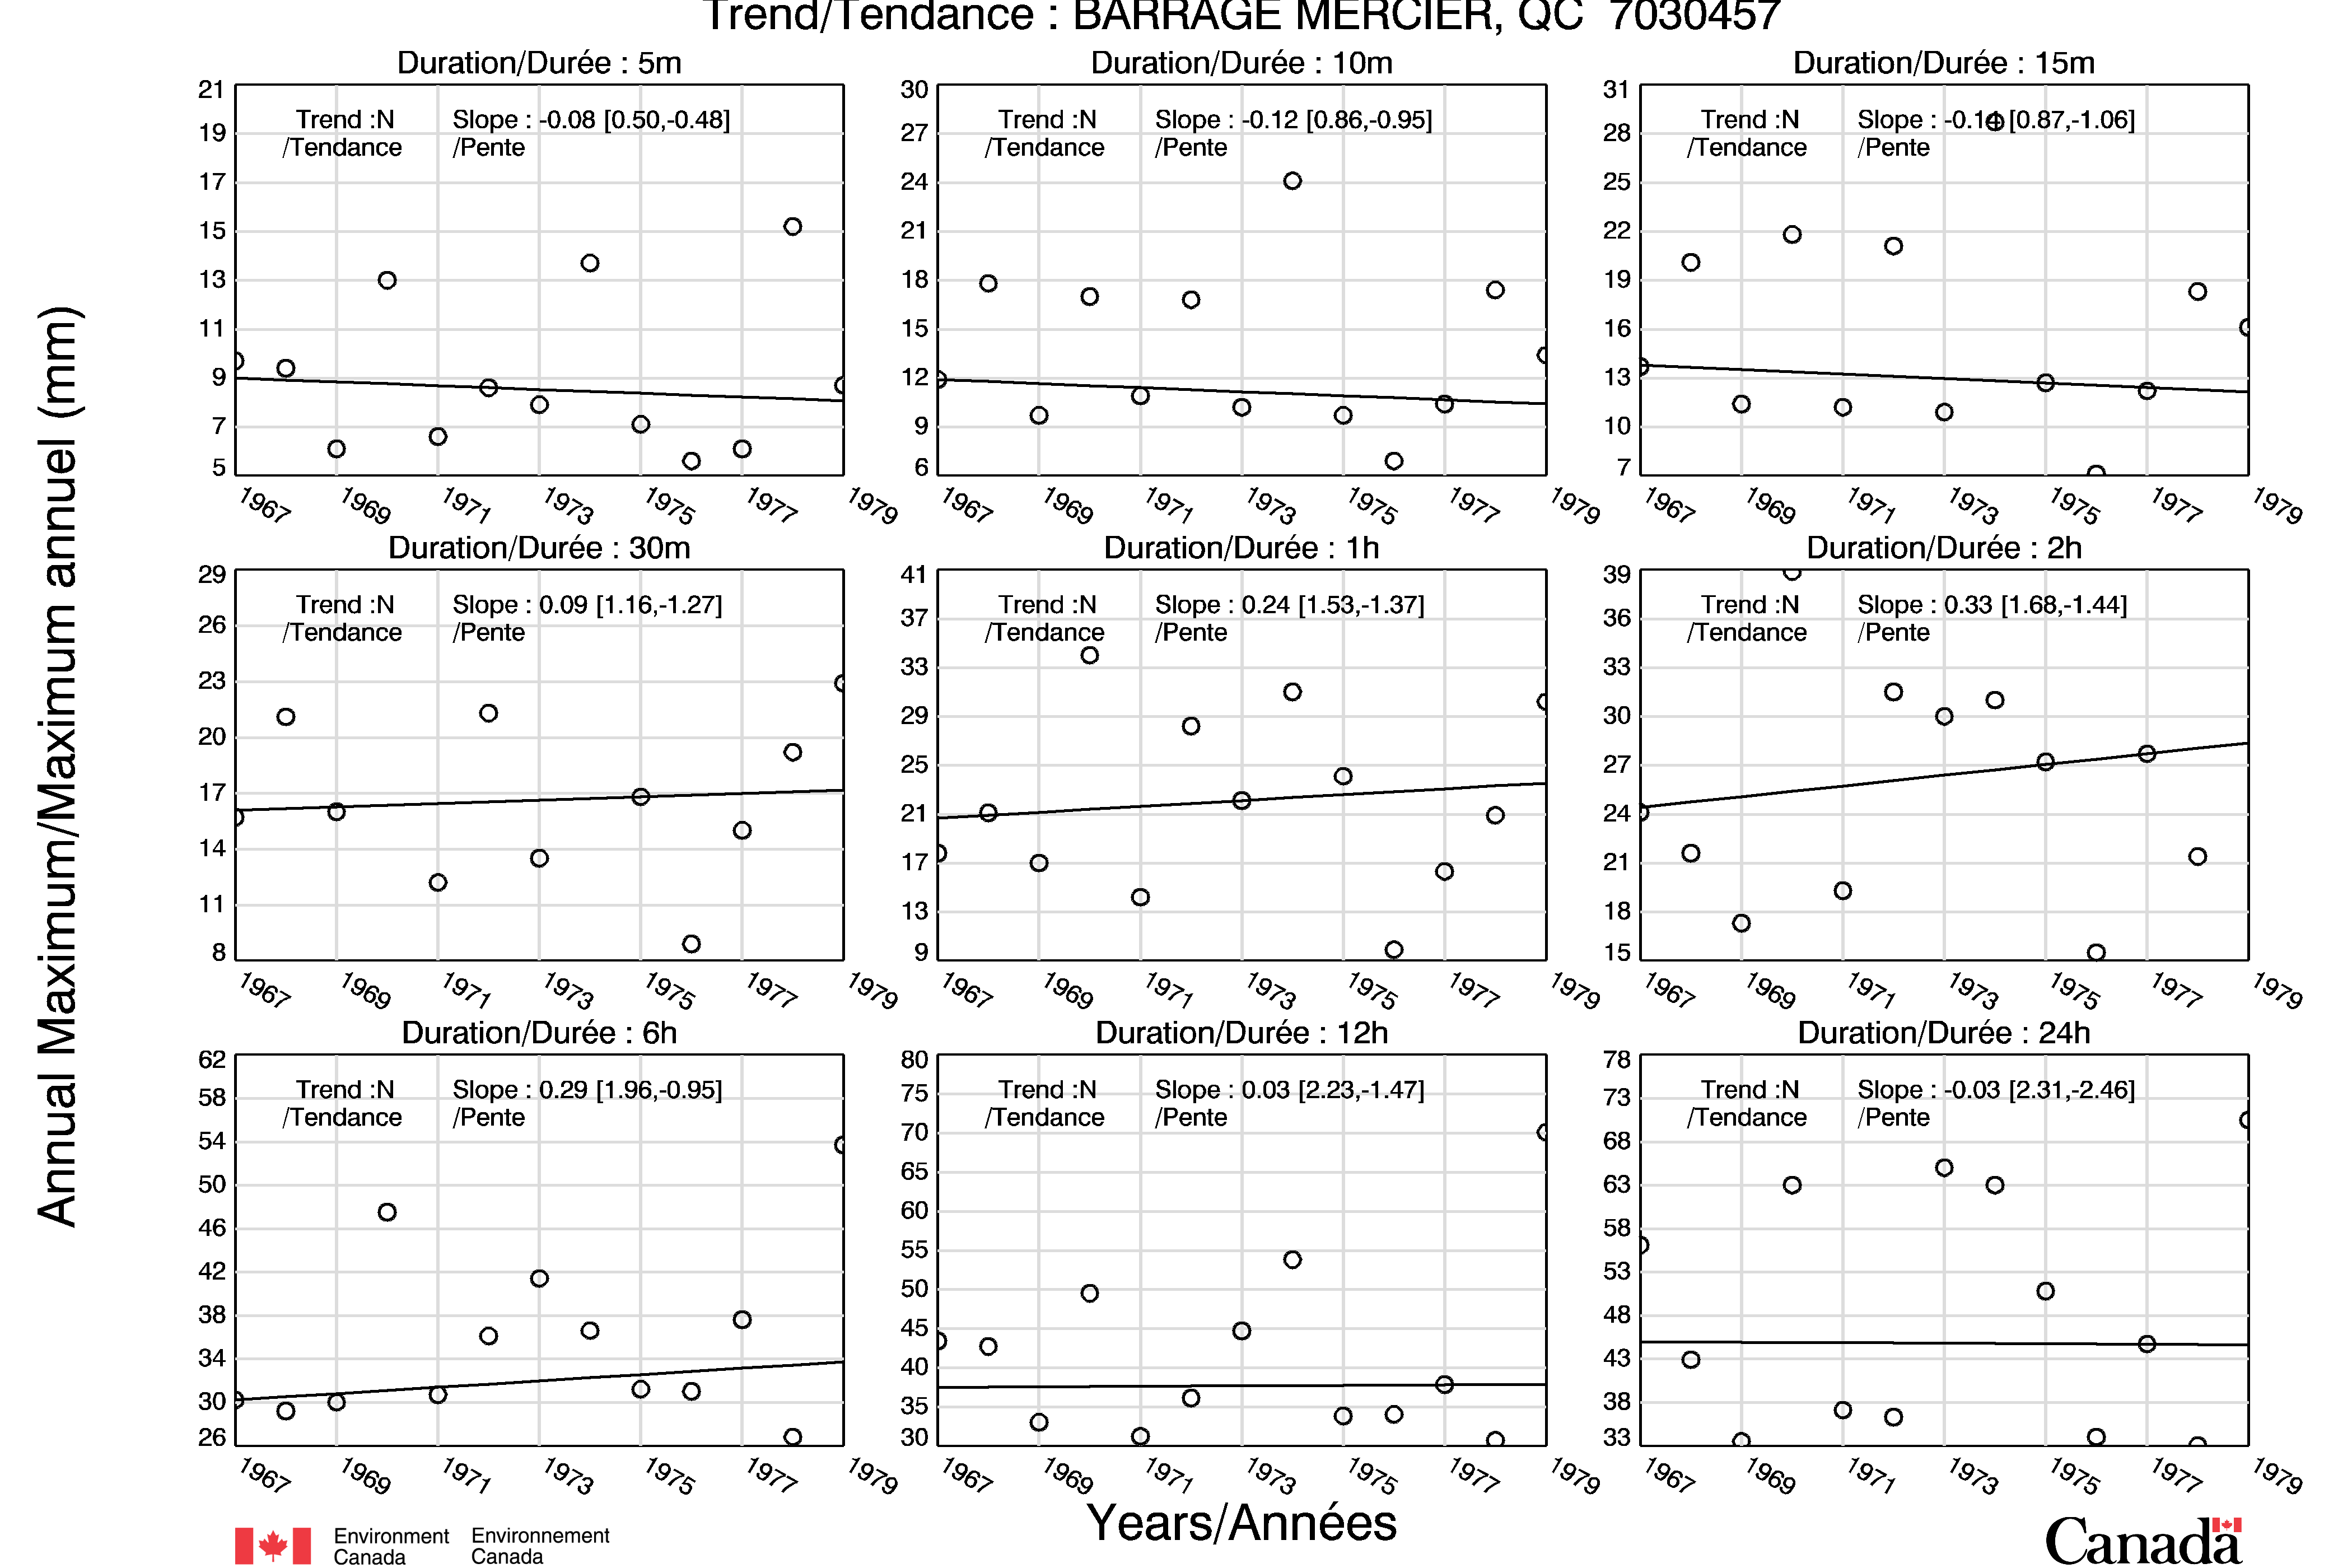 Trend/Tendance : BARRAGE MERCIER, QC 7030457
Duration/Durée : 5m
Duration/Durée : 10m
Duration/Durée : 15m
21
19
17
15
13
11
9
7
5
Trend :N
/Tendance
Slope : -0.08 [0.50,-0.48]
/Pente
1967
1969
1971
1973
1975
1977
1979
30
27
24
21
18
15
12
9
6
Trend :N
/Tendance
Slope : -0.12 [0.86,-0.95]
/Pente
1967
1969
1971
1973
1975
1977
1979
31
28
25
22
19
16
13
10
7
Trend :N
/Tendance
Slope : -0.14 [0.87,-1.06]
/Pente
1967
1969
1971
1973
1975
1977
1979
Duration/Durée : 30m
Duration/Durée : 1h
Duration/Durée : 2h
29
26
23
20
17
14
11
8
Trend :N
/Tendance
Slope : 0.09 [1.16,-1.27]
/Pente
1967
1969
1971
1973
1975
1977
1979
41
37
33
29
25
21
17
13
9
Trend :N
/Tendance
Slope : 0.24 [1.53,-1.37]
/Pente
1967
1969
1971
1973
1975
1977
1979
39
36
33
30
27
24
21
18
15
Trend :N
/Tendance
Slope : 0.33 [1.68,-1.44]
/Pente
1967
1969
1971
1973
1975
1977
1979
Duration/Durée : 6h
Duration/Durée : 12h
Duration/Durée : 24h
62
58
54
50
46
42
38
34
30
26
Trend :N
/Tendance
Slope : 0.29 [1.96,-0.95]
/Pente
1967
1969
1971
1973
1975
1977
1979
80
75
70
65
60
55
50
45
40
35
30
Trend :N
/Tendance
Slope : 0.03 [2.23,-1.47]
/Pente
1967
1969
1971
1973
1975
1977
1979
78
73
68
63
58
53
48
43
38
33
Trend :N
/Tendance
Slope : -0.03 [2.31,-2.46]
/Pente
1967
1969
1971
1973
1975
1977
1979
Annual Maximum/Maximum annuel (mm)
Years/Années
Environment
Canada
Environnement
Canada
Canada